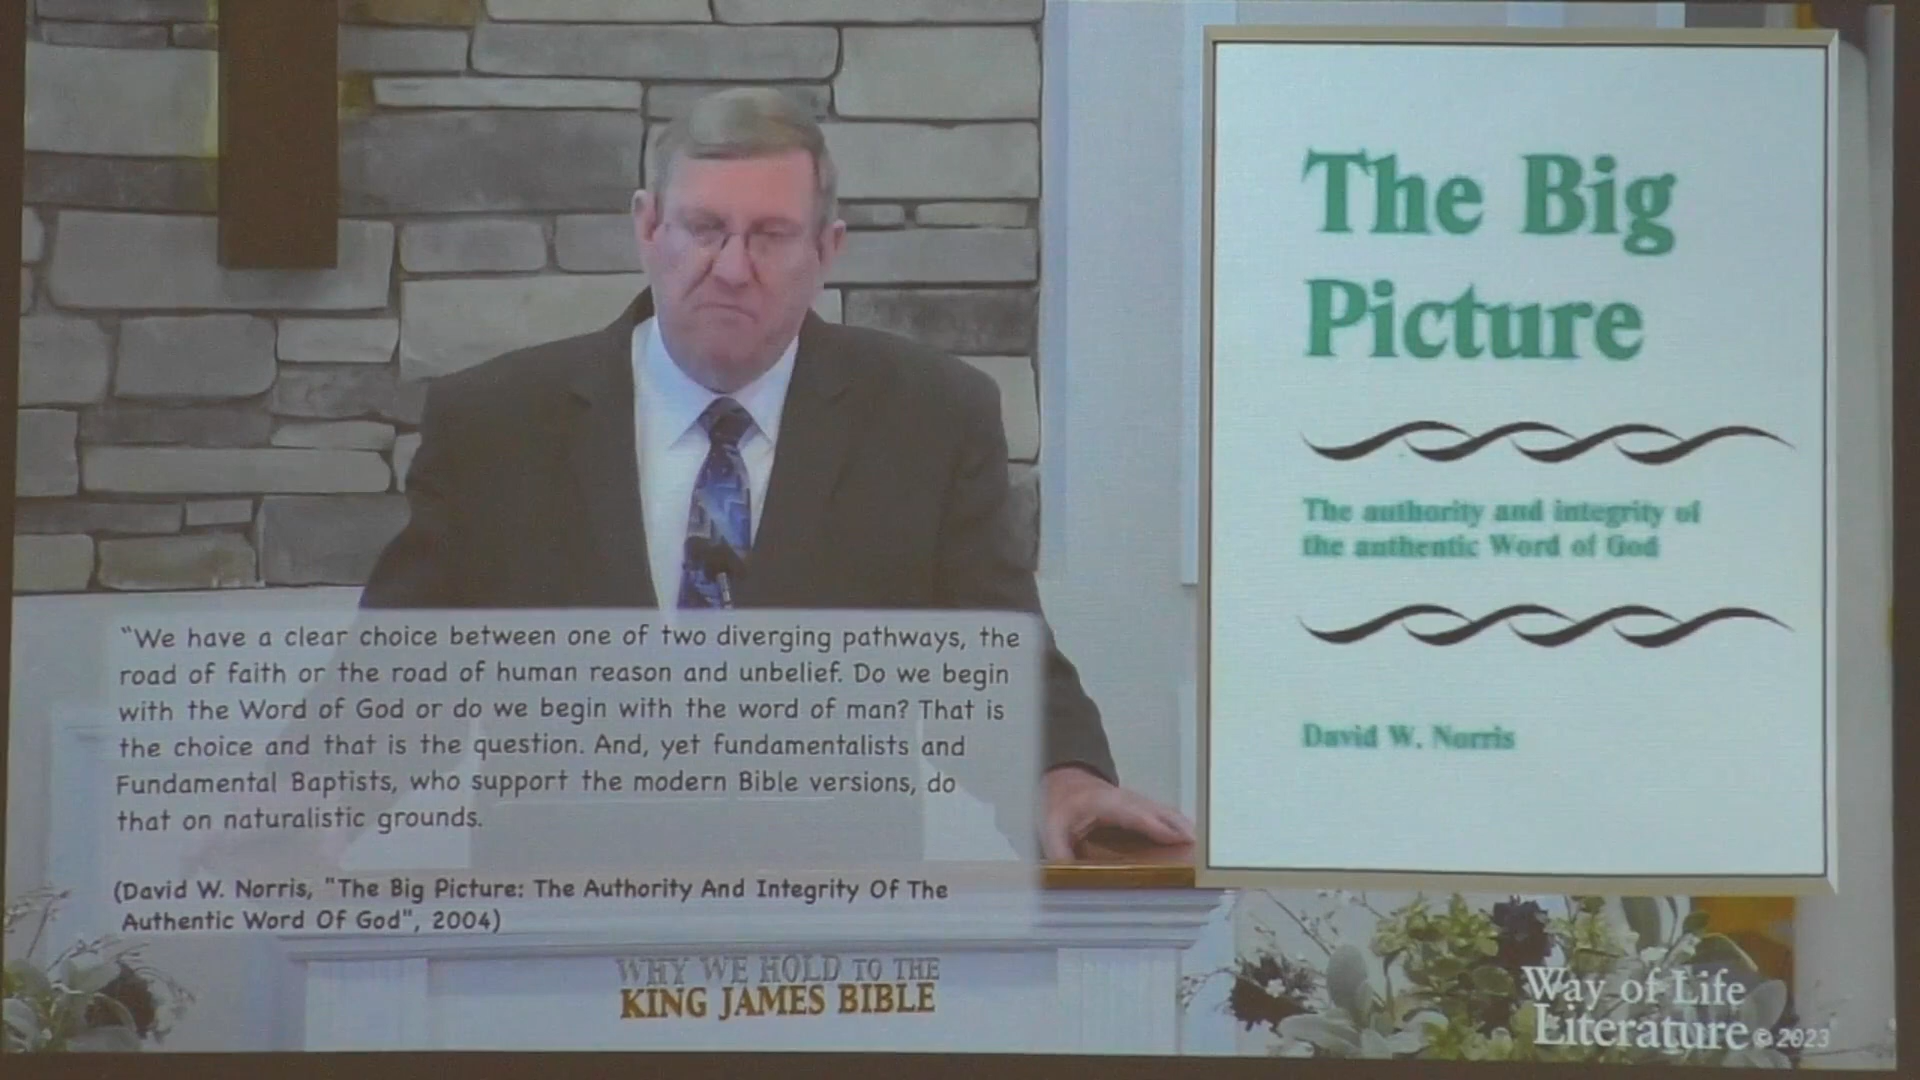 "We have a clear choice between one of two diverging pathways, the
road of faith or the road of human reason and unbelief. Do we begin
with the Word of God or do we begin with the word of man? That is
the choice and that is the question. And, yet fundamentalists and
Fundamental Baptists, who support the modern Bible versions, do
that on naturalistic grounds.
(David W. Norris, "The Big Picture: The Authority And Integrity Of The
Authentic Word Of God", 2004)
WHY WE HOLD TO THE
KING JAMES BIBLE
The Big
Picture
The authority and integrity of
the authentic Word of God
David W. Norris
Way of Life
Literature © 2023